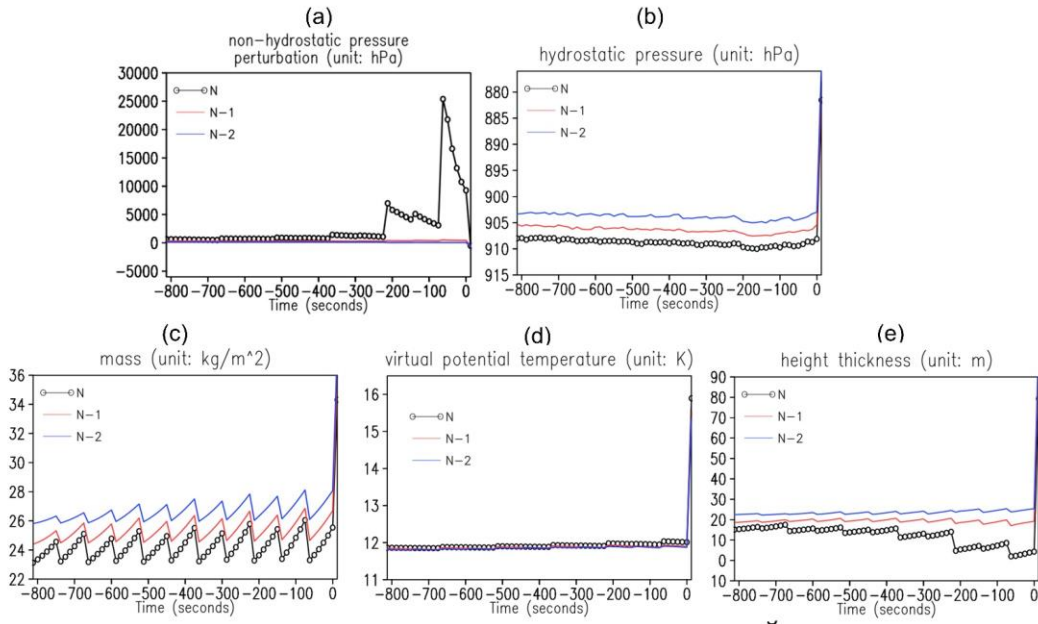 (a)
non-hydrostatic pressure
perturbation (unit: hPa)
30000
25000
20000
15000
10000
5000
0
-5000
N
N-1
N-2
-800 -700 -600 -500 -400 -300 -200 -100 0
Time (seconds)
(b)
hydrostatic pressure (unit: hPa)
880
885
890
895
900
905
910
915
N
N-1
N-2
-800 -700 -600 -500 -400 -300 -200 -100 0
Time (seconds)
(c)
mass (unit: kg/m^2)
36
34
32
30
28
26
24
22
N
N-1
N-2
-800 -700 -600 -500 -400 -300 -200 -100 0
Time (seconds)
(d)
virtual potential temperature (unit: K)
16
15
14
13
12
11
N
N-1
N-2
-800 -700 -600 -500 -400 -300 -200 -100 0
Time (seconds)
(e)
height thickness (unit: m)
90
80
70
60
50
40
30
20
10
0
10
N
N-1
N-2
-800 -700 -600 -500 -400 -300 -200 -100 0
Time (seconds)